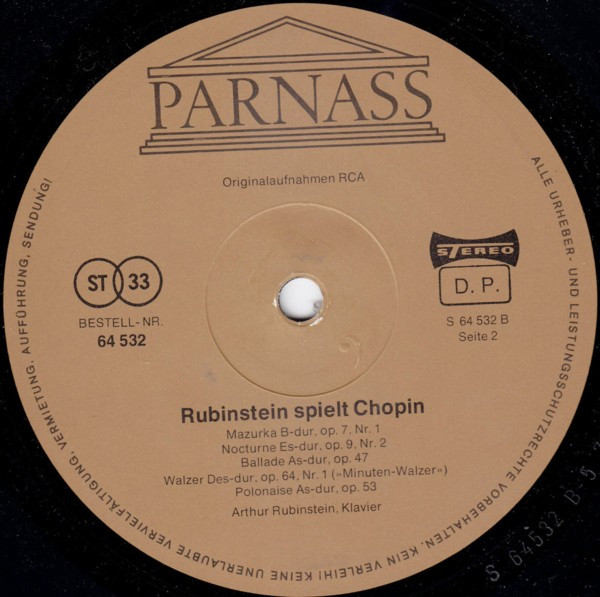 PARNASS
Originalaufnahmen RCA
ST 33
BESTELL-NR.
64 532
STEREO
D. P.
S 64 532 B
Seite 2
Rubinstein spielt Chopin
Mazurka B-dur, op. 7, Nr. 1
Nocturne Es-dur, op. 9, Nr. 2
Ballade As-dur, op. 47
Walzer Des-dur, op. 64, Nr. 1 (»Minuten-Walzer«)
Polonaise As-dur, op. 53
Arthur Rubinstein, Klavier
ALLE URHEBER- UND LEISTUNGSSCHUTZRECHTE VORBEHALTEN. KEIN VERLEIH! KEINE UNERLAUBTE VERVIELFÄLTIGUNG, VERMIETUNG, AUFFÜHRUNG, SENDUNG!
S 64532 B